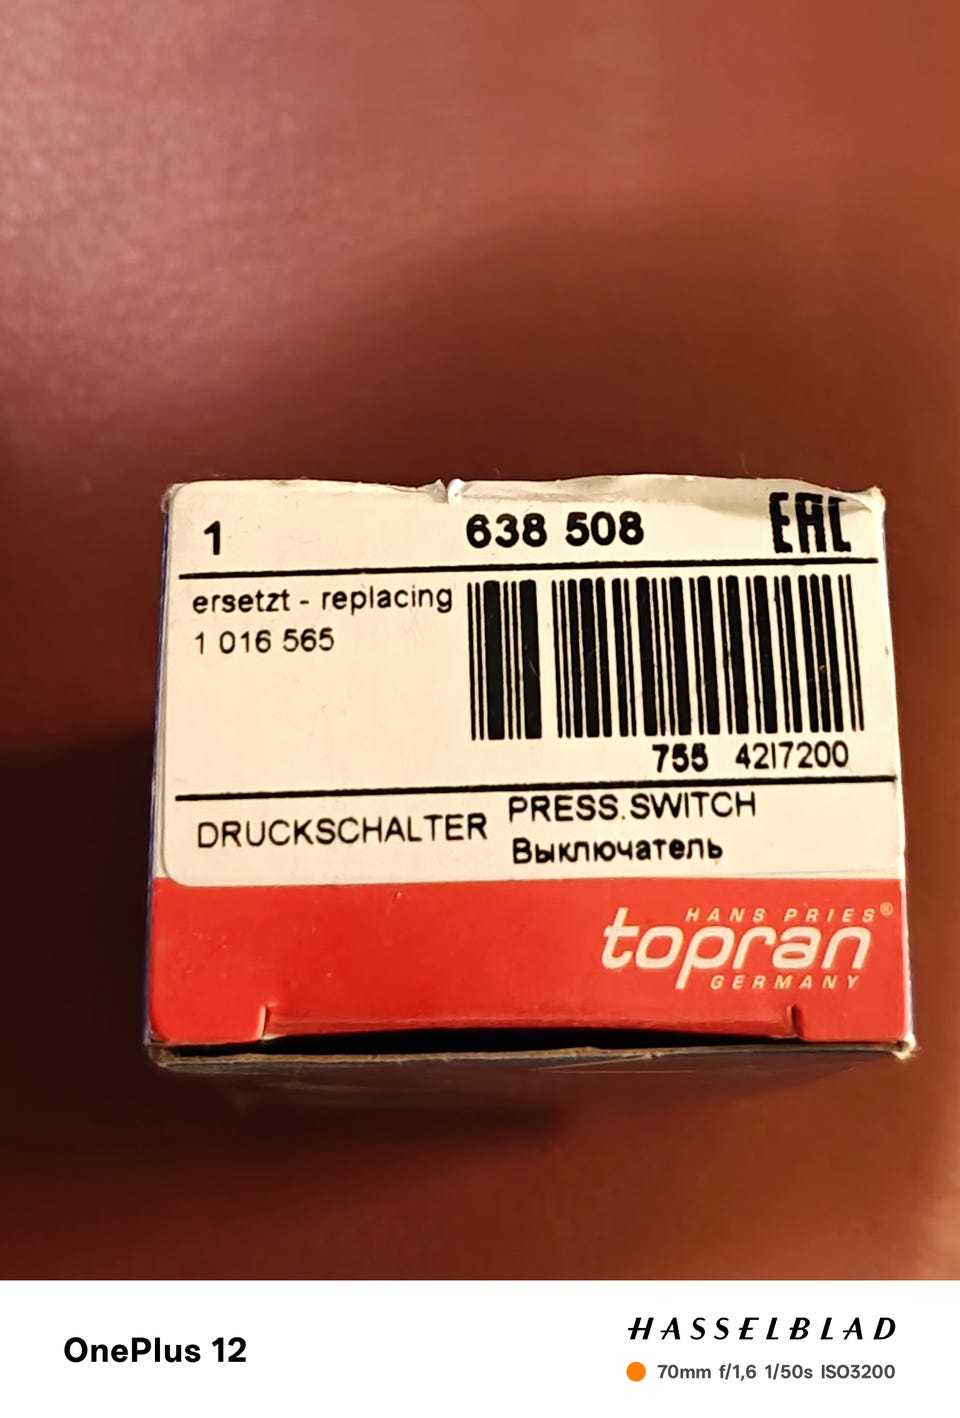 1 638 508 EAC
ersetzt - replacing
1 016 565
755 4217200
DRUCKSCHALTER PRESS.SWITCH
Выключатель
HANS PRIES®
topran
GERMANY
OnePlus 12
HASSELBLAD
70mm f/1,6 1/50s ISO3200